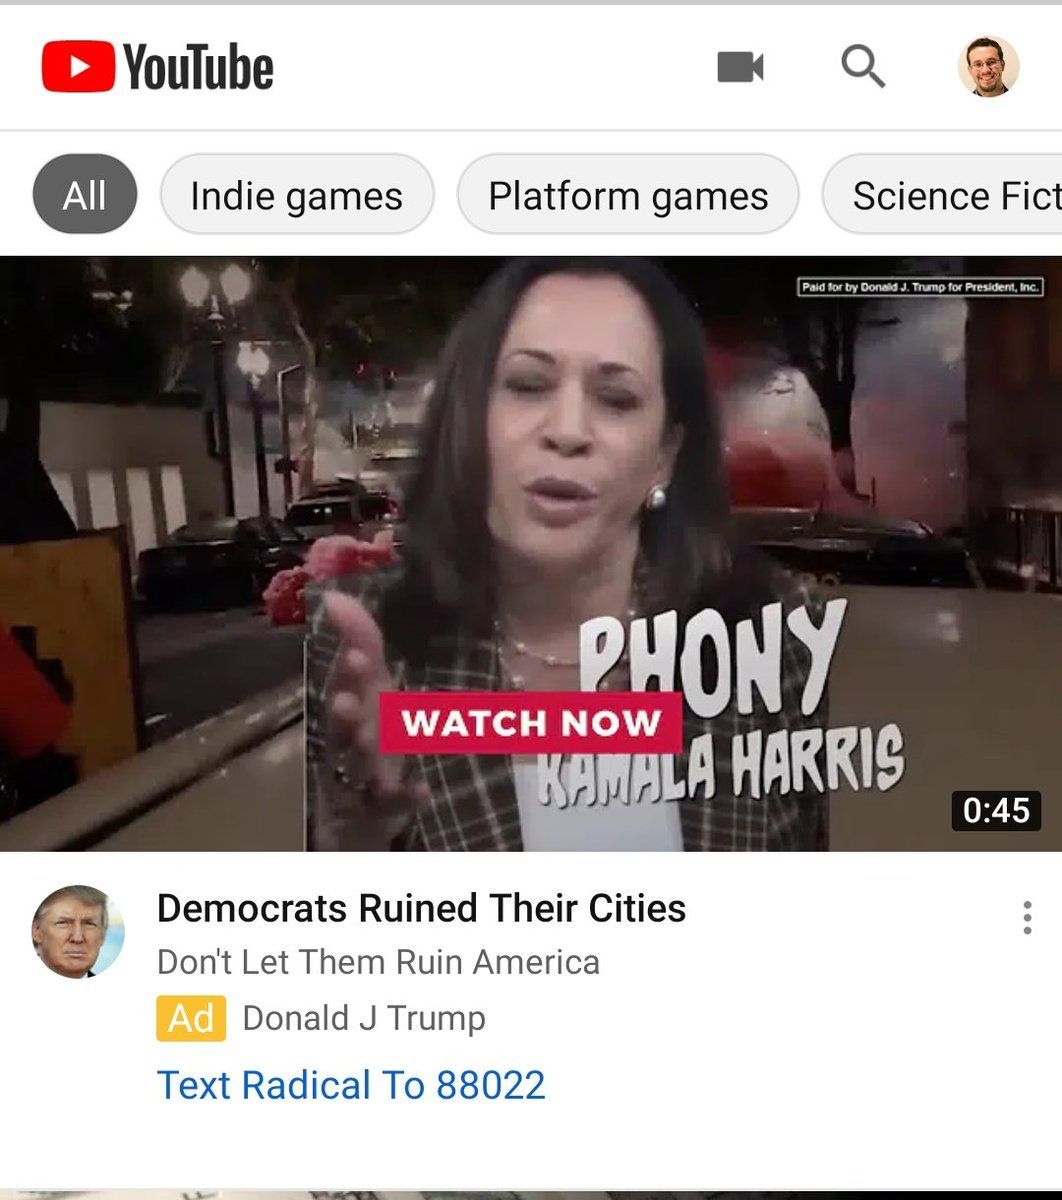 YouTube
All
Indie games
Platform games
Science Fict
Paid for by Donald J. Trump for President, Inc.
PHONY
WATCH NOW
KAMALA HARRIS
0:45
Democrats Ruined Their Cities
Don't Let Them Ruin America
Ad Donald J Trump
Text Radical To 88022